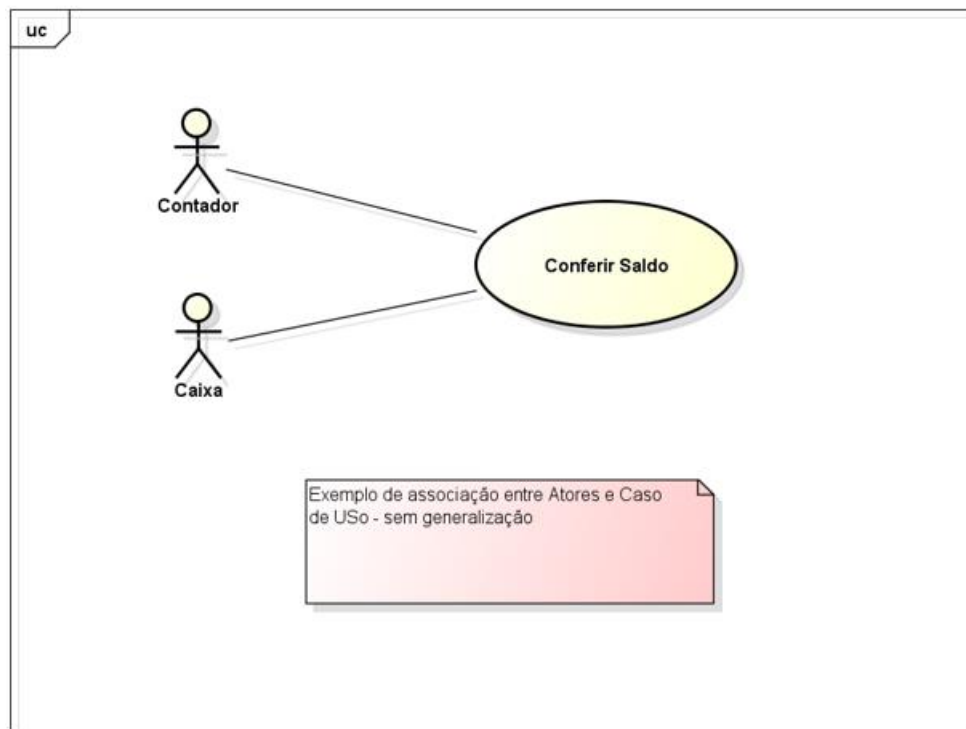 uc
Contador
Conferir Saldo
Caixa
Exemplo de associação entre Atores e Caso
de USo - sem generalização